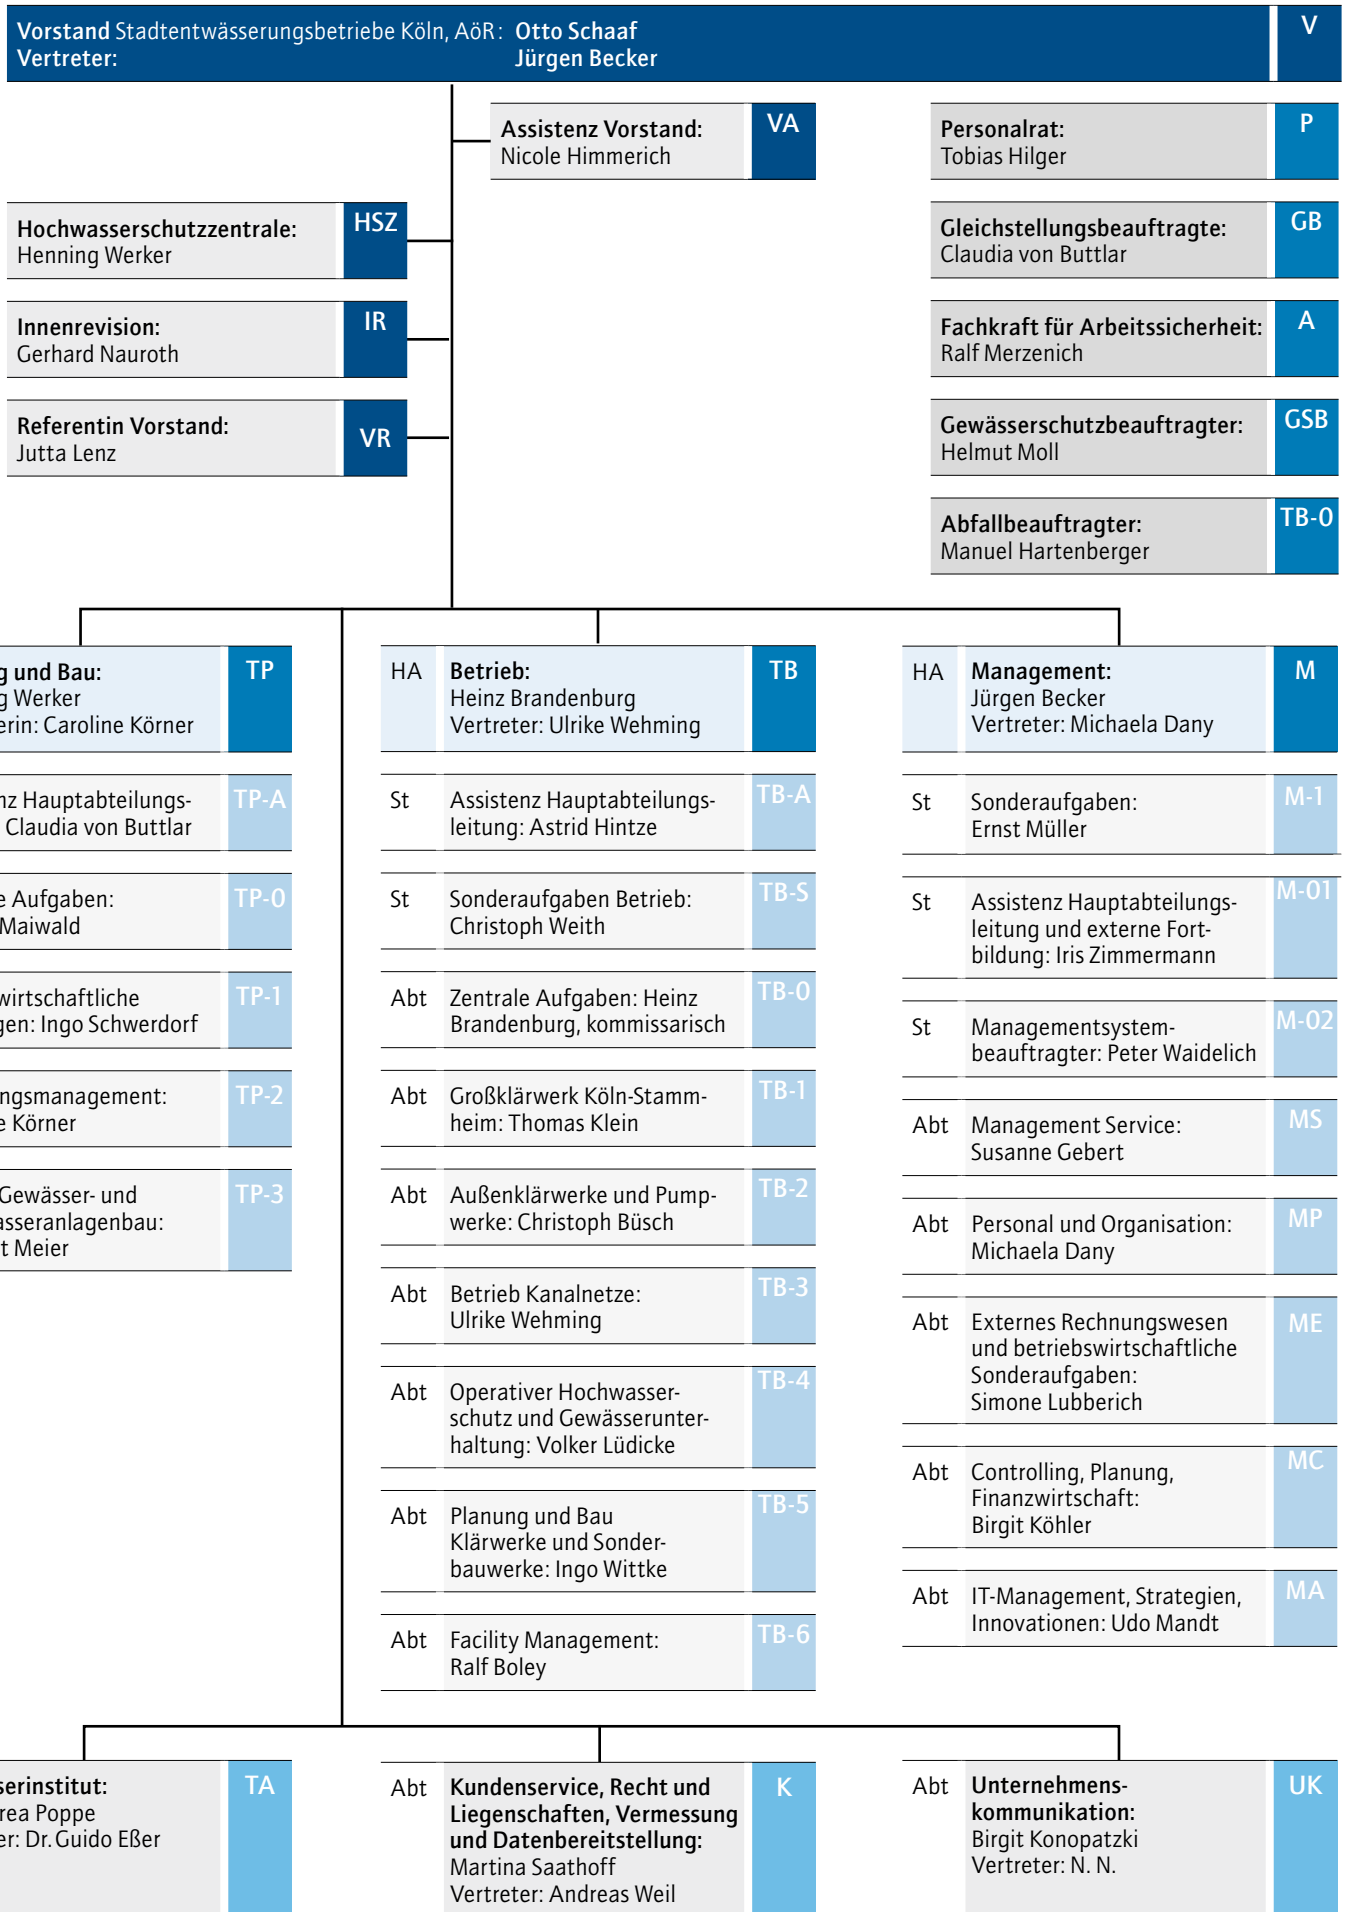 Vorstand Stadtentwässerungsbetriebe Köln, AöR: Otto Schaaf V
Vertreter: Jürgen Becker
Assistenz Vorstand: VA
Nicole Himmerich
Personalrat: P
Tobias Hilger
Hochwasserschutzzentrale: HSZ
Henning Werker
Gleichstellungsbeauftragte: GB
Claudia von Buttlar
Innenrevision: IR
Gerhard Nauroth
Fachkraft für Arbeitssicherheit: A
Ralf Merzenich
Referentin Vorstand: VR
Jutta Lenz
Gewässerschutzbeauftragter: GSB
Helmut Moll
Abfallbeauftragter: TB-0
Manuel Hartenberger
g und Bau: TP
g Werker
erin: Caroline Körner
nz Hauptabteilungs- TP-A
Claudia von Buttlar
e Aufgaben: TP-0
Maiwald
wirtschaftliche TP-1
gen: Ingo Schwerdorf
ngsmanagement: TP-2
e Körner
Gewässer- und TP-3
asseranlagenbau:
t Meier
HA Betrieb: TB
Heinz Brandenburg
Vertreter: Ulrike Wehming
St Assistenz Hauptabteilungs- TB-A
leitung: Astrid Hintze
St Sonderaufgaben Betrieb: TB-S
Christoph Weith
Abt Zentrale Aufgaben: Heinz TB-0
Brandenburg, kommissarisch
Abt Großklärwerk Köln-Stamm- TB-1
heim: Thomas Klein
Abt Außenklärwerke und Pump- TB-2
werke: Christoph Büsch
Abt Betrieb Kanalnetze: TB-3
Ulrike Wehming
Abt Operativer Hochwasser- TB-4
schutz und Gewässerunter-
haltung: Volker Lüdicke
Abt Planung und Bau TB-5
Klärwerke und Sonder-
bauwerke: Ingo Wittke
Abt Facility Management: TB-6
Ralf Boley
HA Management: M
Jürgen Becker
Vertreter: Michaela Dany
St Sonderaufgaben: M-1
Ernst Müller
St Assistenz Hauptabteilungs- M-01
leitung und externe Fort-
bildung: Iris Zimmermann
St Managementsystem- M-02
beauftragter: Peter Waidelich
Abt Management Service: MS
Susanne Gebert
Abt Personal und Organisation: MP
Michaela Dany
Abt Externes Rechnungswesen ME
und betriebswirtschaftliche
Sonderaufgaben:
Simone Lubberich
Abt Controlling, Planung, MC
Finanzwirtschaft:
Birgit Köhler
Abt IT-Management, Strategien, MA
Innovationen: Udo Mandt
serinstitut: TA
rea Poppe
er: Dr. Guido Eßer
Abt Kundenservice, Recht und K
Liegenschaften, Vermessung
und Datenbereitstellung:
Martina Saathoff
Vertreter: Andreas Weil
Abt Unternehmens- UK
kommunikation:
Birgit Konopatzki
Vertreter: N. N.